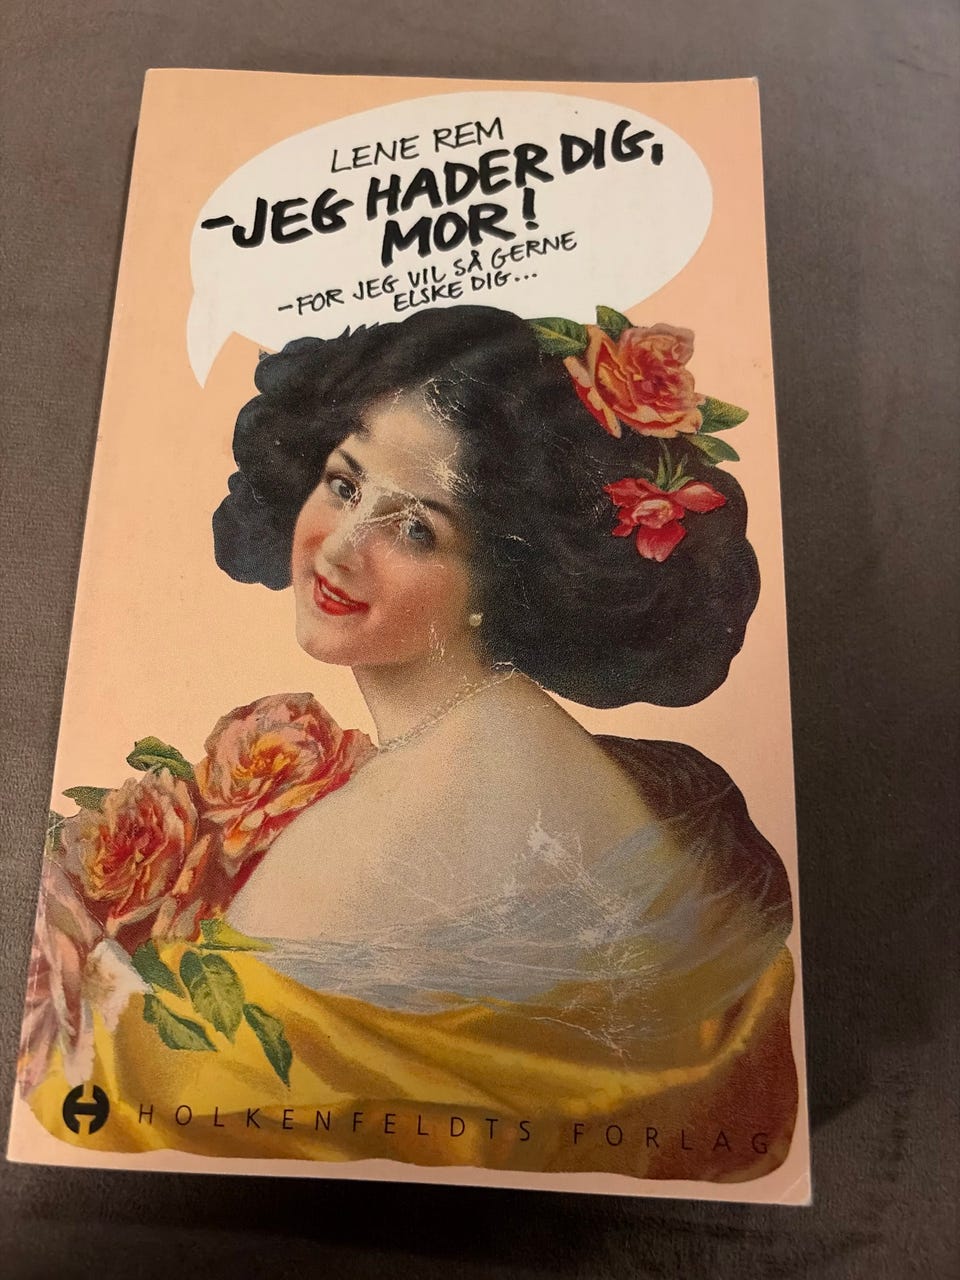 LENE REM
-JEG HADER DIG,
MOR!
-FOR JEG VIL SÅ GERNE
ELSKE DIG...
H HOLKENFELDTS FORLAG